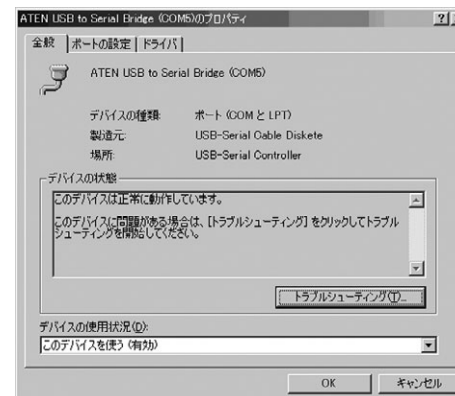 ATEN USB to Serial Bridge (COM5)のプロパティ
全般 ポートの設定 ドライバ
ATEN USB to Serial Bridge (COM5)
デバイスの種類: ポート (COM と LPT)
製造元: USB-Serial Cable Diskete
場所: USB-Serial Controller
デバイスの状態
このデバイスは正常に動作しています。
このデバイスに問題がある場合は、[トラブルシューティング] をクリックしてトラブル
シューティングを開始してください。
トラブルシューティング(T)...
デバイスの使用状況(D):
このデバイスを使う (有効)
OK キャンセル